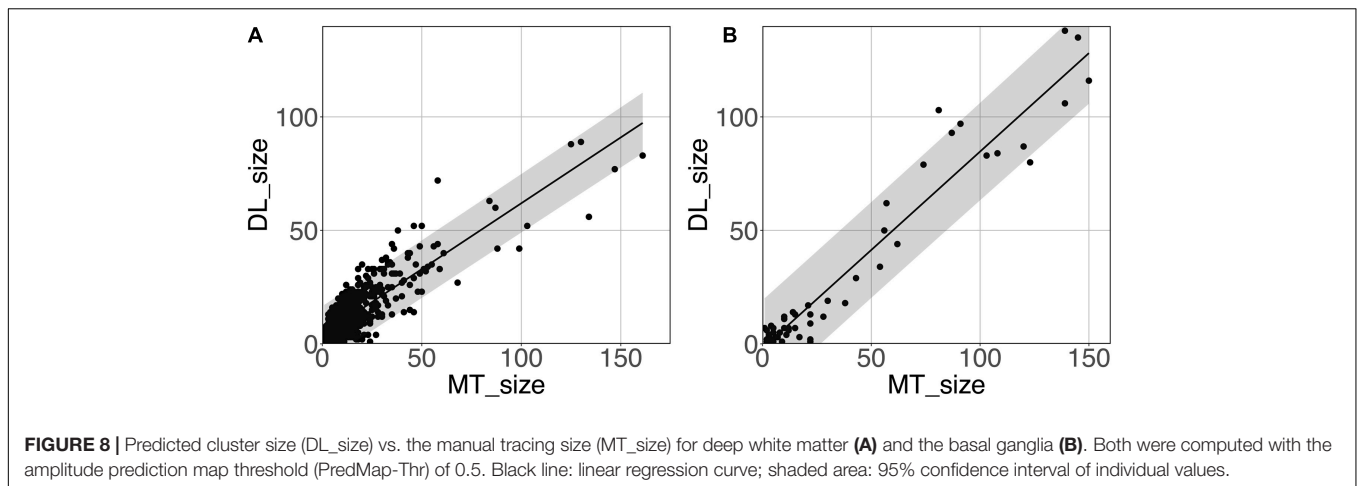 A
B
100
50
0
0
50
100
150
DL_size
MT_size
100
50
0
0
50
100
150
DL_size
MT_size
FIGURE 8 | Predicted cluster size (DL_size) vs. the manual tracing size (MT_size) for deep white matter (A) and the basal ganglia (B). Both were computed with the
amplitude prediction map threshold (PredMap-Thr) of 0.5. Black line: linear regression curve; shaded area: 95% confidence interval of individual values.